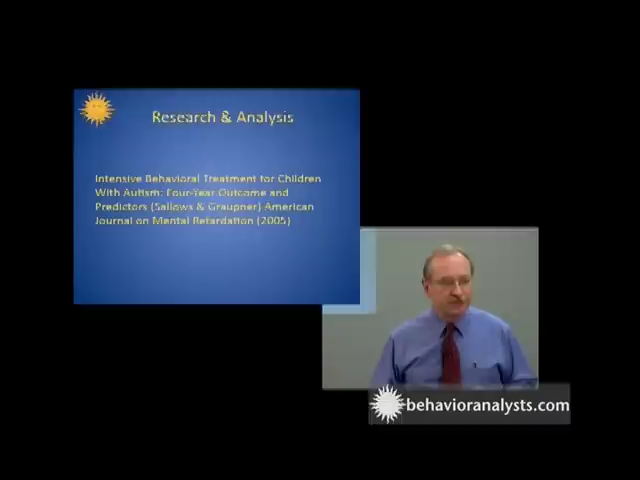 Research & Analysis
Intensive Behavioral Treatment for Children
With Autism: Four-Year Outcome and
Predictors (Sallows & Graupner) American
Journal on Mental Retardation (2005)
behavioranalysts.com